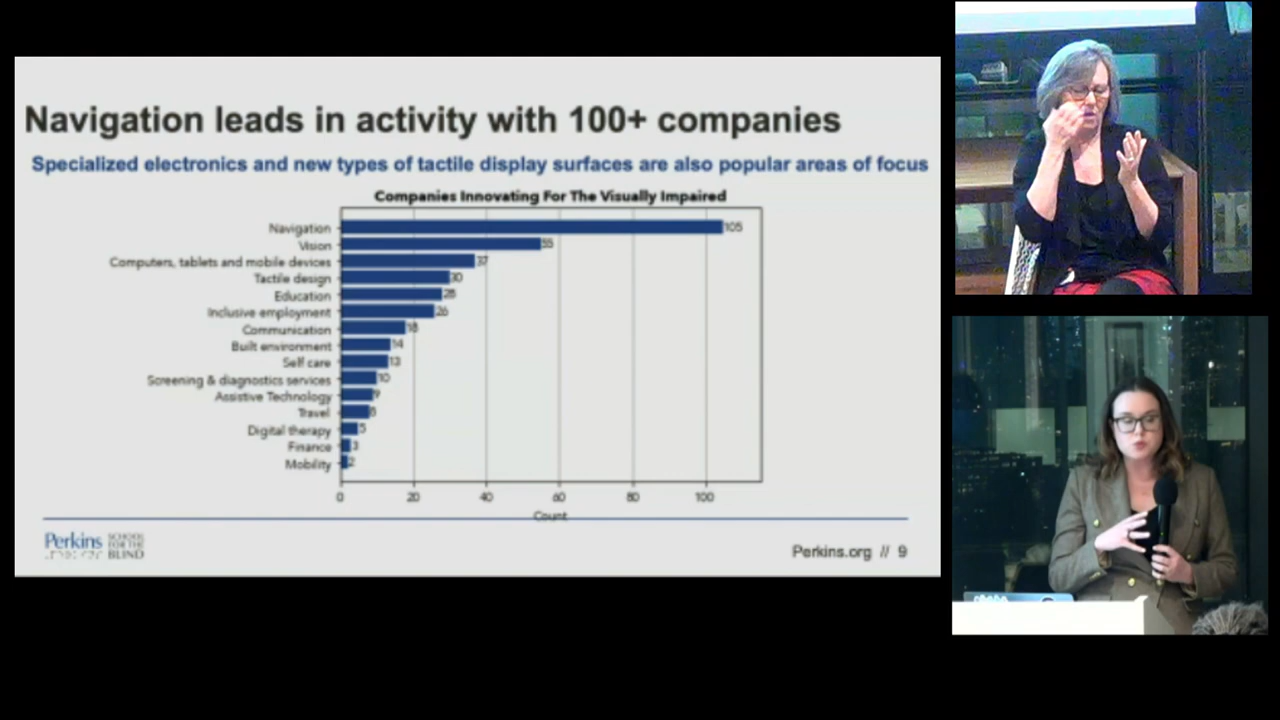 Navigation leads in activity with 100+ companies
Specialized electronics and new types of tactile display surfaces are also popular areas of focus
Companies Innovating For The Visually Impaired
Navigation 105
Vision 55
Computers, tablets and mobile devices 37
Tactile design 30
Education 28
Inclusive employment 26
Communication 18
Built environment 14
Self care 13
Screening & diagnostics services 10
Assistive Technology 9
Travel 8
Digital therapy 5
Finance 3
Mobility 2
0 20 40 60 80 100
Count
Perkins SCHOOL FOR THE BLIND
Perkins.org // 9